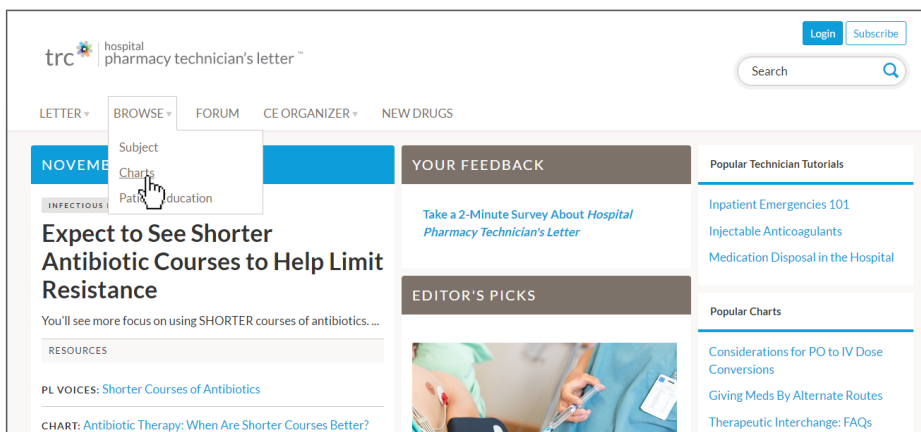 Login Subscribe
trc hospital
pharmacy technician's letter ™
Search
LETTER BROWSE FORUM CE ORGANIZER NEW DRUGS
Subject
Charts
NOVEMB
INFECTIOUS
Expect to See Shorter
Antibiotic Courses to Help Limit
Resistance
You'll see more focus on using SHORTER courses of antibiotics. ...
RESOURCES
PL VOICES: Shorter Courses of Antibiotics
CHART: Antibiotic Therapy: When Are Shorter Courses Better?
YOUR FEEDBACK
Take a 2-Minute Survey About Hospital
Pharmacy Technician's Letter
EDITOR'S PICKS
Popular Technician Tutorials
Inpatient Emergencies 101
Injectable Anticoagulants
Medication Disposal in the Hospital
Popular Charts
Considerations for PO to IV Dose
Conversions
Giving Meds By Alternate Routes
Therapeutic Interchange: FAQs